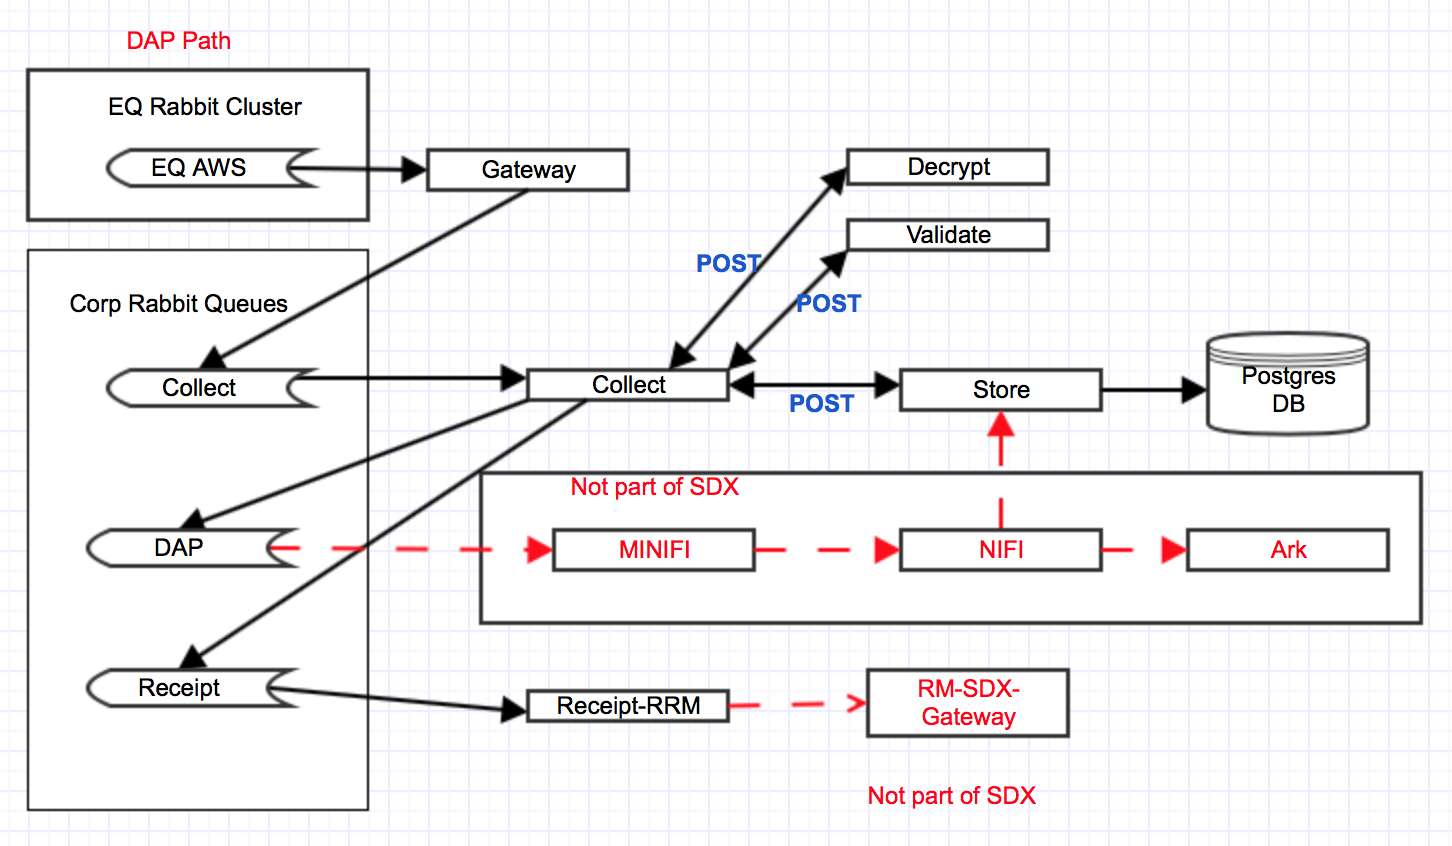 DAP Path
EQ Rabbit Cluster
EQ AWS
Gateway
Decrypt
Validate
POST
POST
Corp Rabbit Queues
Collect
Collect
POST
Store
Postgres
DB
Not part of SDX
DAP
MINIFI
NIFI
Ark
Receipt
Receipt-RRM
RM-SDX-
Gateway
Not part of SDX